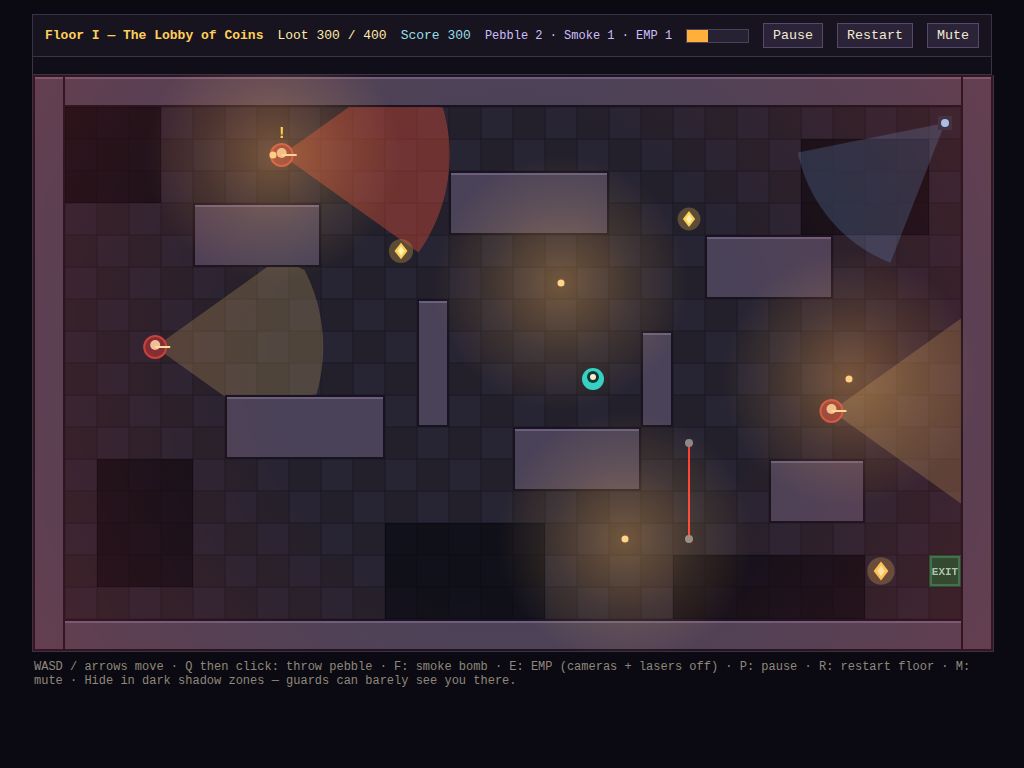 Floor I — The Lobby of Coins Loot 300 / 400 Score 300 Pebble 2 · Smoke 1 · EMP 1 Pause Restart Mute
!
EXIT
WASD / arrows move · Q then click: throw pebble · F: smoke bomb · E: EMP (cameras + lasers off) · P: pause · R: restart floor · M:
mute · Hide in dark shadow zones — guards can barely see you there.